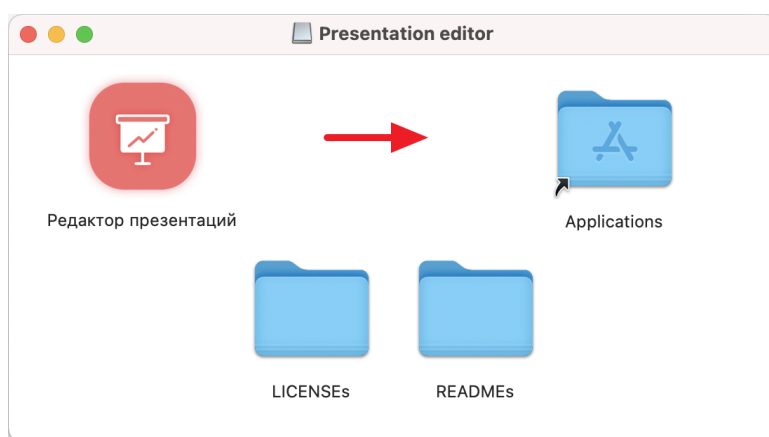 Presentation editor
Редактор презентаций
Applications
LICENSEs
READMEs